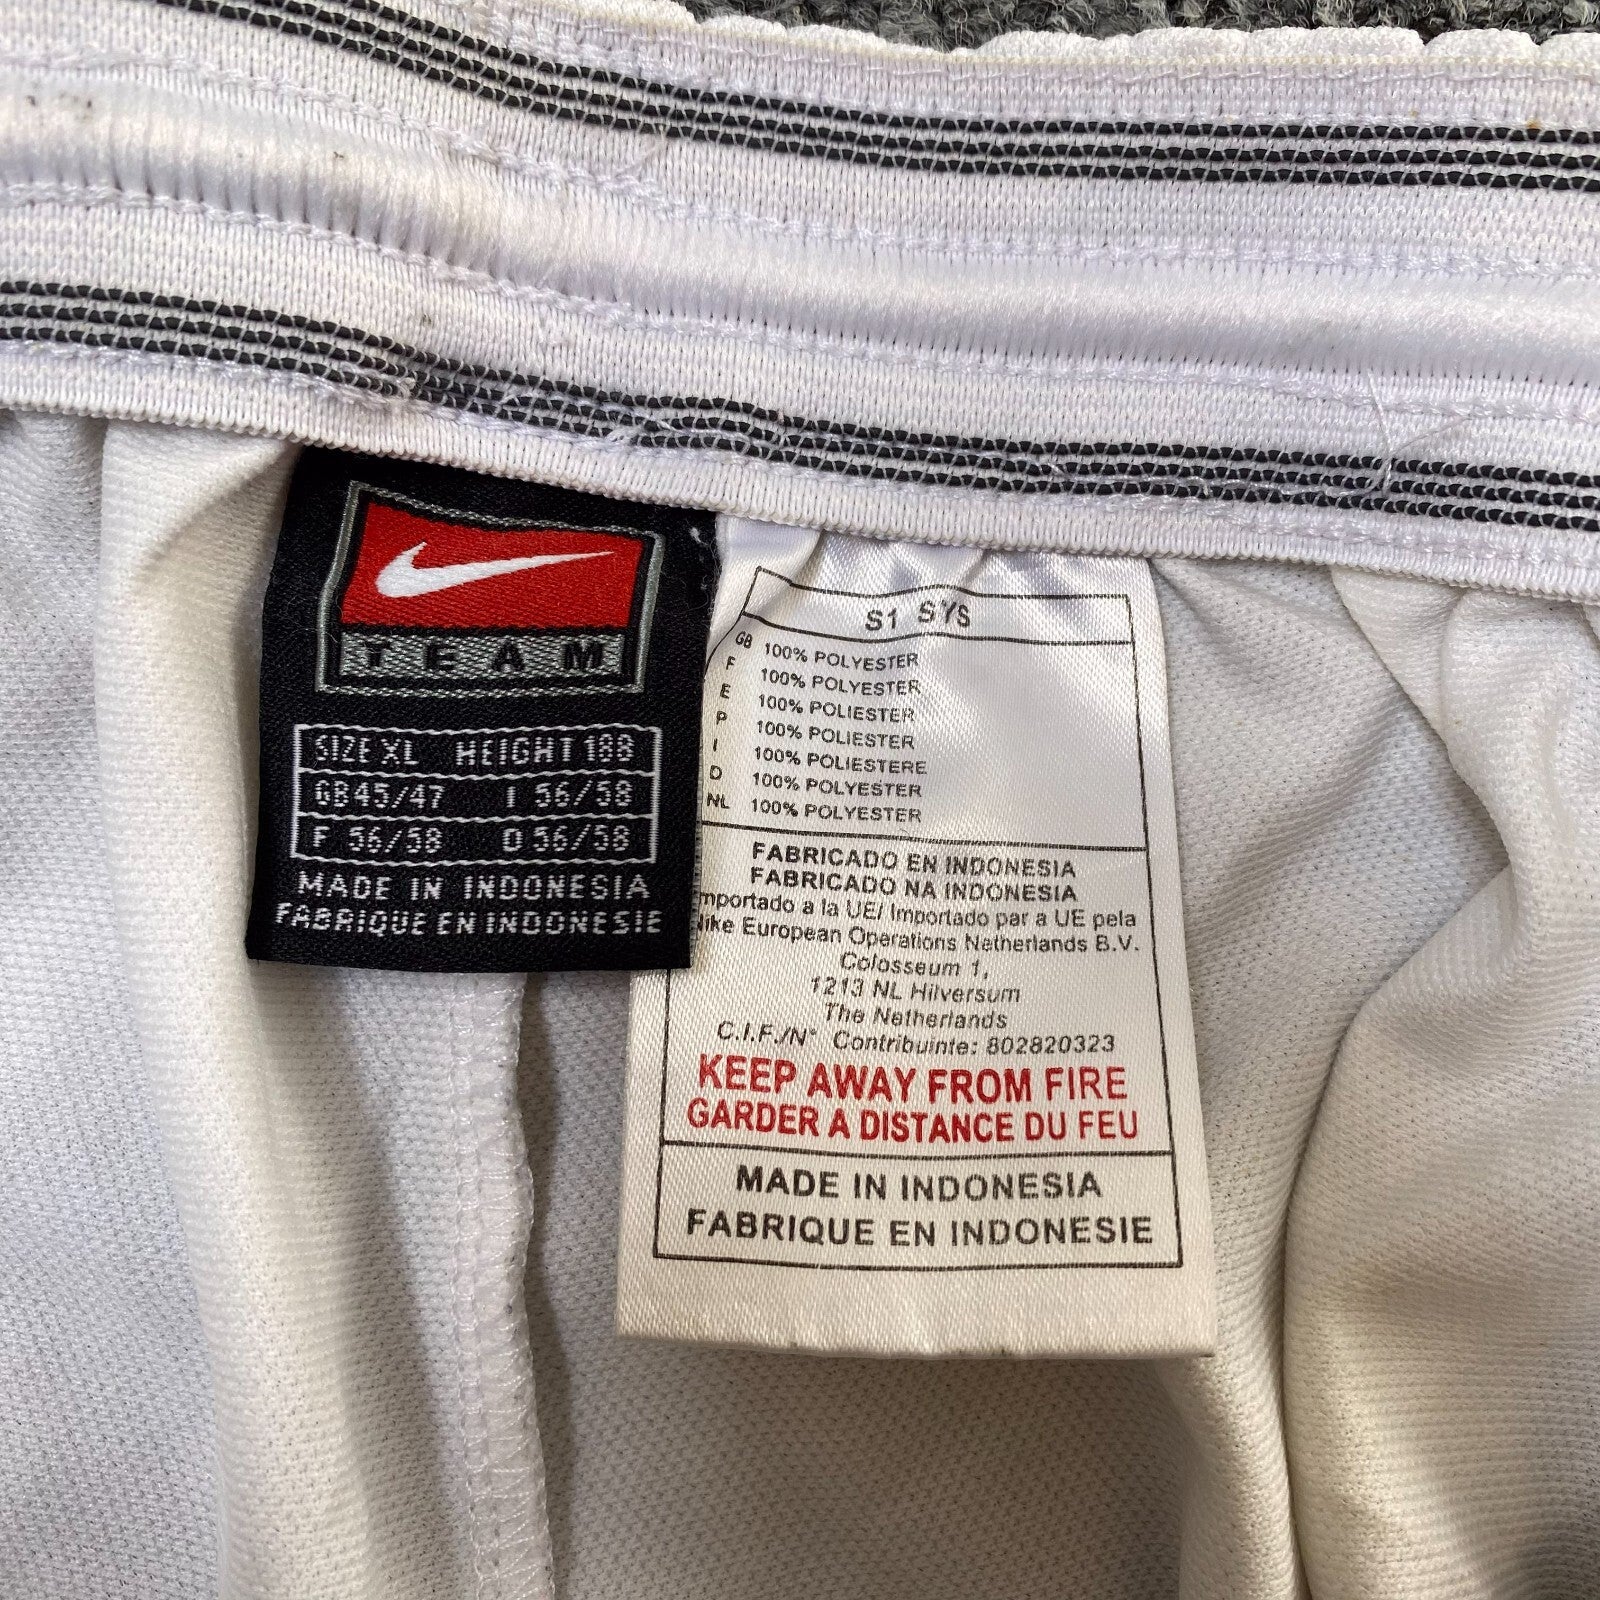 TEAM
SIZE XL HEIGHT 188
GB 45/47 I 56/58
F 56/58 D 56/58
MADE IN INDONESIA
FABRIQUE EN INDONESIE
S1 SYS
GB 100% POLYESTER
F 100% POLYESTER
E 100% POLIESTER
P 100% POLIESTER
I 100% POLIESTERE
D 100% POLYESTER
NL 100% POLYESTER
FABRICADO EN INDONESIA
FABRICADO NA INDONESIA
mportado a la UE/ Importado par a UE pela
Nike European Operations Netherlands B.V.
Colosseum 1,
1213 NL Hilversum
The Netherlands
C.I.F./N° Contribuinte: 802820323
KEEP AWAY FROM FIRE
GARDER A DISTANCE DU FEU
MADE IN INDONESIA
FABRIQUE EN INDONESIE